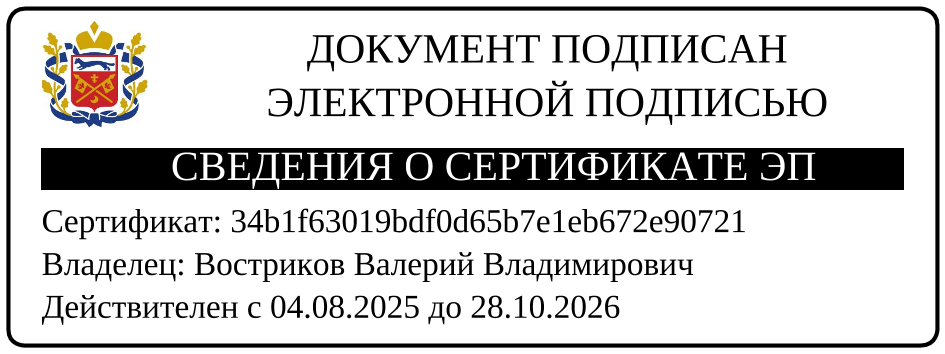 ДОКУМЕНТ ПОДПИСАН
ЭЛЕКТРОННОЙ ПОДПИСЬЮ
СВЕДЕНИЯ О СЕРТИФИКАТЕ ЭП
Сертификат: 34b1f63019bdf0d65b7e1eb672e90721
Владелец: Востриков Валерий Владимирович
Действителен с 04.08.2025 до 28.10.2026